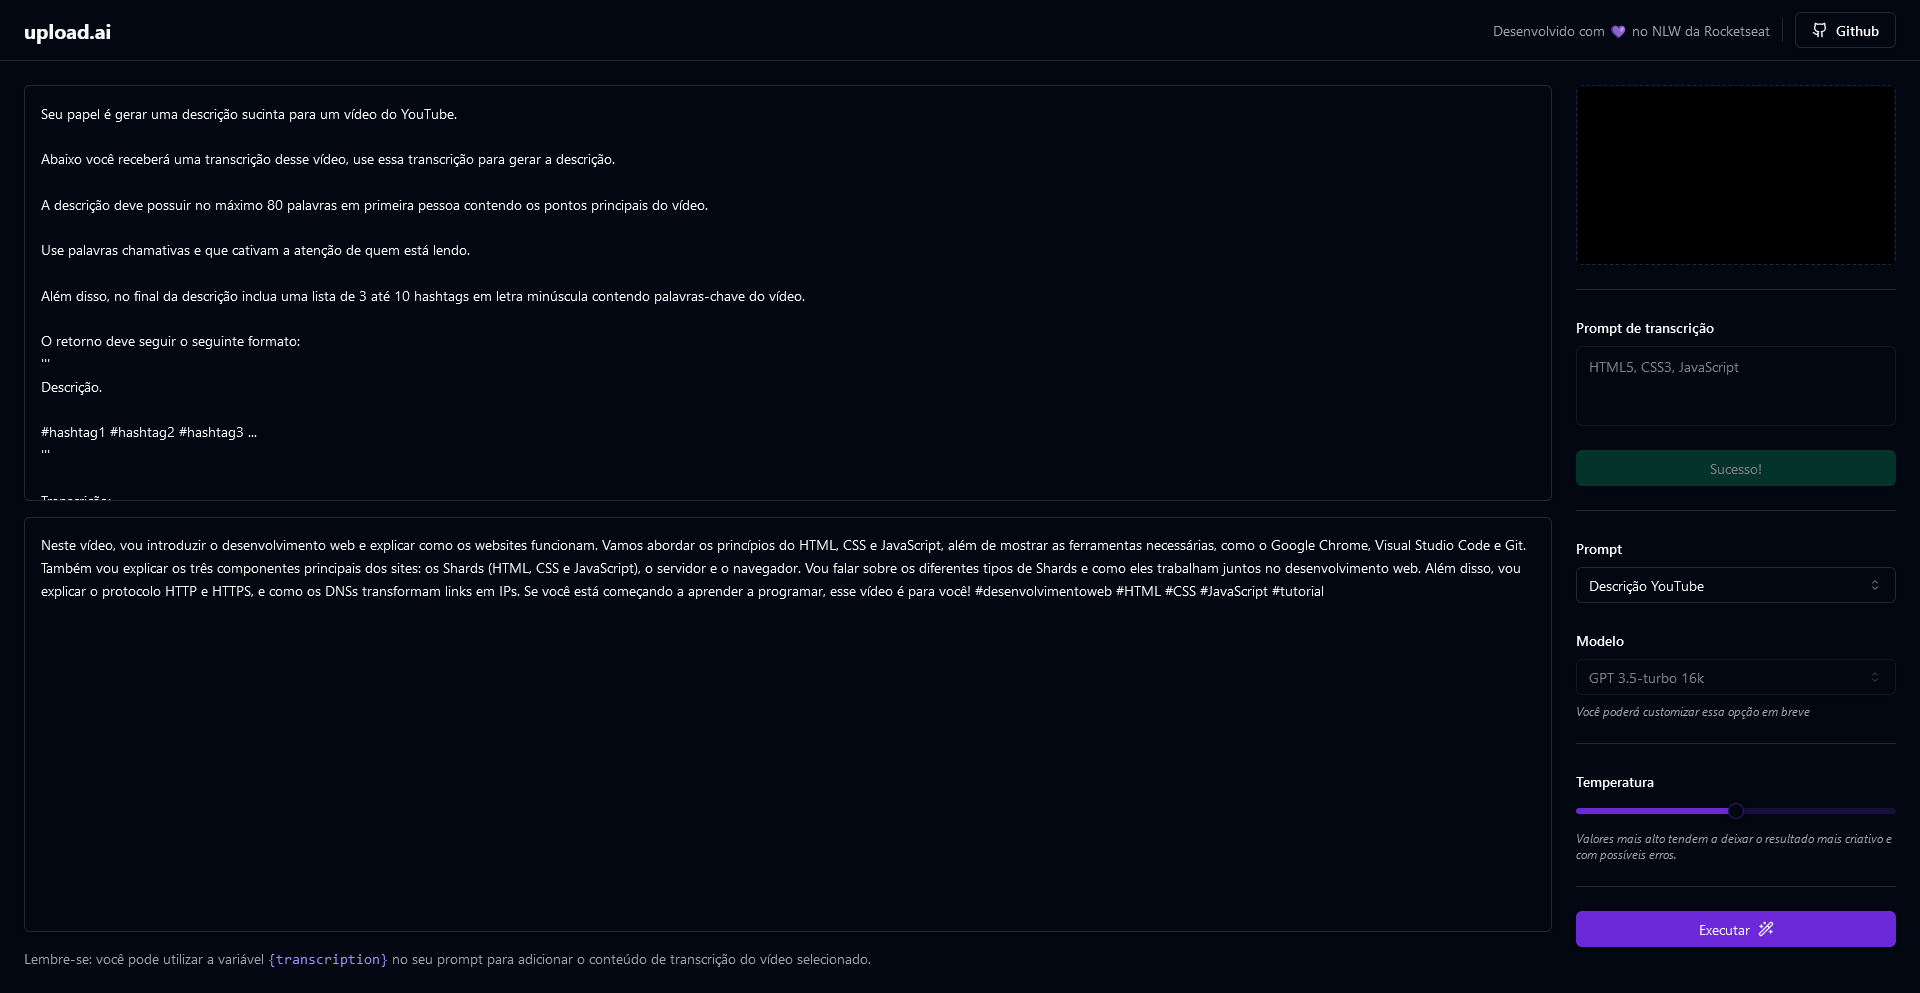 upload.ai
Desenvolvido com 💜 no NLW da Rocketseat
Github
Seu papel é gerar uma descrição sucinta para um vídeo do YouTube.
Abaixo você receberá uma transcrição desse vídeo, use essa transcrição para gerar a descrição.
A descrição deve possuir no máximo 80 palavras em primeira pessoa contendo os pontos principais do vídeo.
Use palavras chamativas e que cativam a atenção de quem está lendo.
Além disso, no final da descrição inclua uma lista de 3 até 10 hashtags em letra minúscula contendo palavras-chave do vídeo.
O retorno deve seguir o seguinte formato:
'''
Descrição.
#hashtag1 #hashtag2 #hashtag3 ...
'''
Transcrição:
Neste vídeo, vou introduzir o desenvolvimento web e explicar como os websites funcionam. Vamos abordar os princípios do HTML, CSS e JavaScript, além de mostrar as ferramentas necessárias, como o Google Chrome, Visual Studio Code e Git.
Também vou explicar os três componentes principais dos sites: os Shards (HTML, CSS e JavaScript), o servidor e o navegador. Vou falar sobre os diferentes tipos de Shards e como eles trabalham juntos no desenvolvimento web. Além disso, vou
explicar o protocolo HTTP e HTTPS, e como os DNSs transformam links em IPs. Se você está começando a aprender a programar, esse vídeo é para você! #desenvolvimentoweb #HTML #CSS #JavaScript #tutorial
Lembre-se: você pode utilizar a variável {transcription} no seu prompt para adicionar o conteúdo de transcrição do vídeo selecionado.
Prompt de transcrição
HTML5, CSS3, JavaScript
Sucesso!
Prompt
Descrição YouTube
Modelo
GPT 3.5-turbo 16k
Você poderá customizar essa opção em breve
Temperatura
Valores mais alto tendem a deixar o resultado mais criativo e
com possíveis erros.
Executar